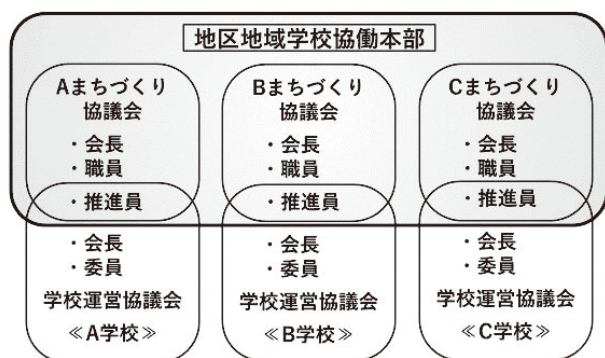 地区地域学校協働本部
Aまちづくり
協議会
・会長
・職員
・推進員
・会長
・委員
学校運営協議会
≪A学校≫
Bまちづくり
協議会
・会長
・職員
・推進員
・会長
・委員
学校運営協議会
≪B学校≫
Cまちづくり
協議会
・会長
・職員
・推進員
・会長
・委員
学校運営協議会
≪C学校≫